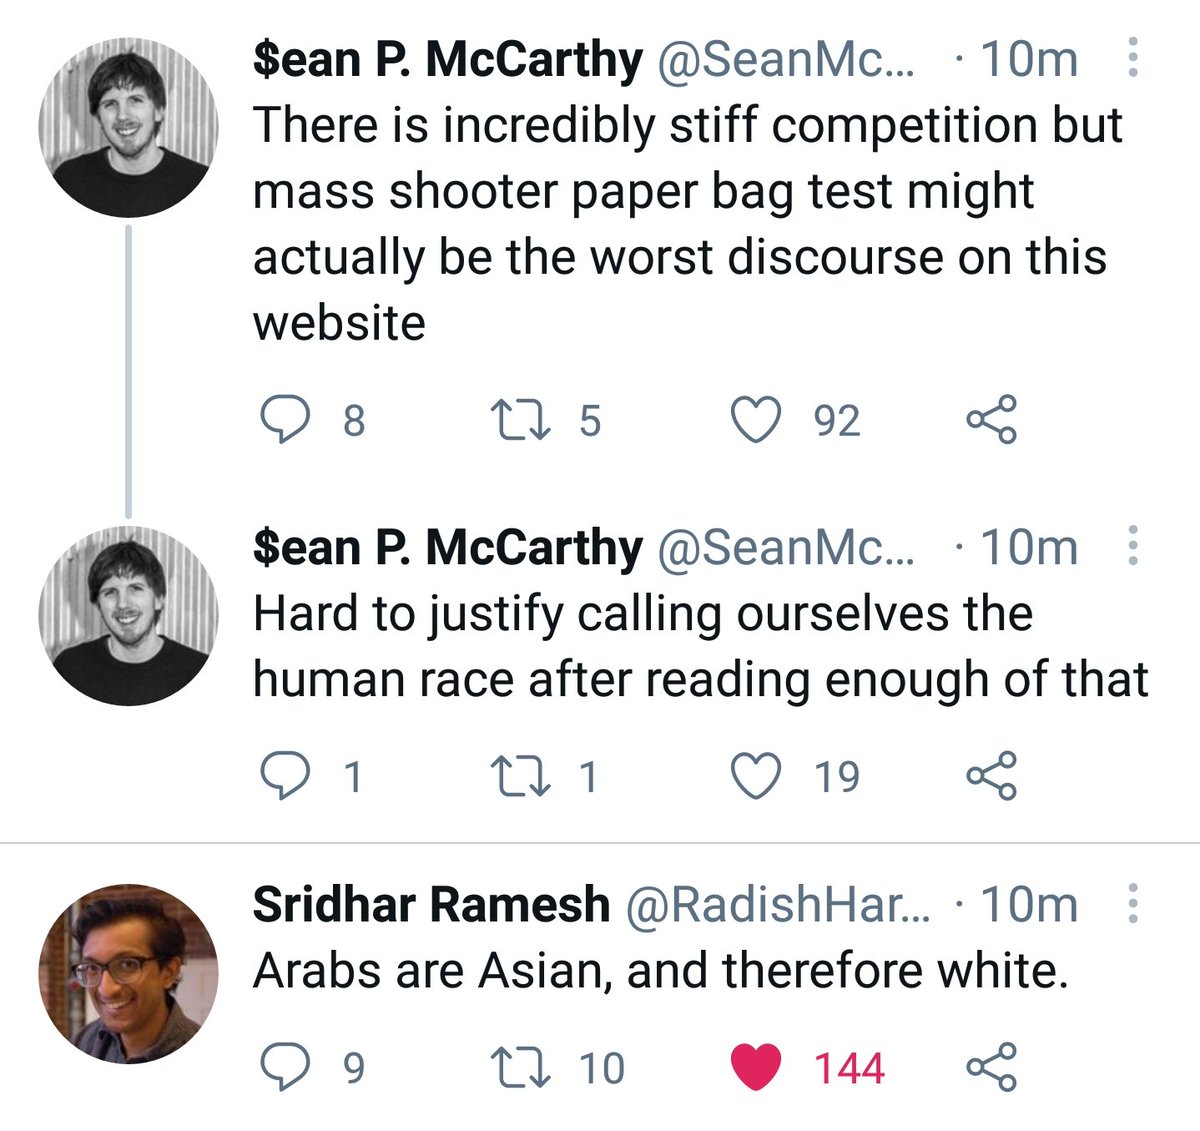 $ean P. McCarthy @SeanMc... · 10m
There is incredibly stiff competition but
mass shooter paper bag test might
actually be the worst discourse on this
website
8 5 92
$ean P. McCarthy @SeanMc... · 10m
Hard to justify calling ourselves the
human race after reading enough of that
1 1 19
Sridhar Ramesh @RadishHar... · 10m
Arabs are Asian, and therefore white.
9 10 144